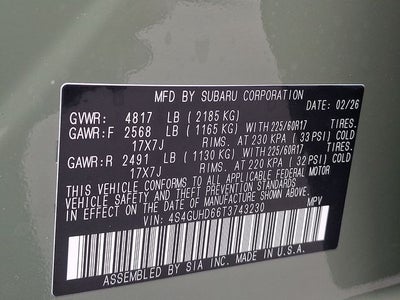 MFD BY SUBARU CORPORATION
DATE: 02/26
GVWR: 4817 LB (2185 KG)
GAWR:F 2568 LB (1165 KG) WITH 225/60R17 TIRES.
17X7J RIMS. AT 230 KPA (33 PSI) COLD
GAWR:R 2491 LB (1130 KG) WITH 225/60R17 TIRES.
17X7J RIMS. AT 220 KPA (32 PSI) COLD
THIS VEHICLE CONFORMS TO ALL APPLICABLE FEDERAL MOTOR
VEHICLE SAFETY AND THEFT PREVENTION STANDARDS
IN EFFECT ON THE DATE OF MANUFACTURE SHOWN ABOVE.
VIN: 4S4GUHD66T3743230 MPV
ASSEMBLED BY SIA INC. MADE IN U.S.A.